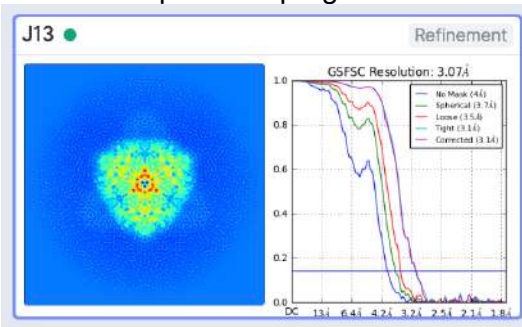 J13
Refinement
GSFSC Resolution: 3.07Å
1.0
0.8
0.6
0.4
0.2
0.0
No Mask (4Å)
Spherical (3.7Å)
Loose (3.5Å)
Tight (3.1Å)
Corrected (3.1Å)
DC 13Å 6.4Å 4.2Å 3.2Å 2.5Å 2.1Å 1.8Å